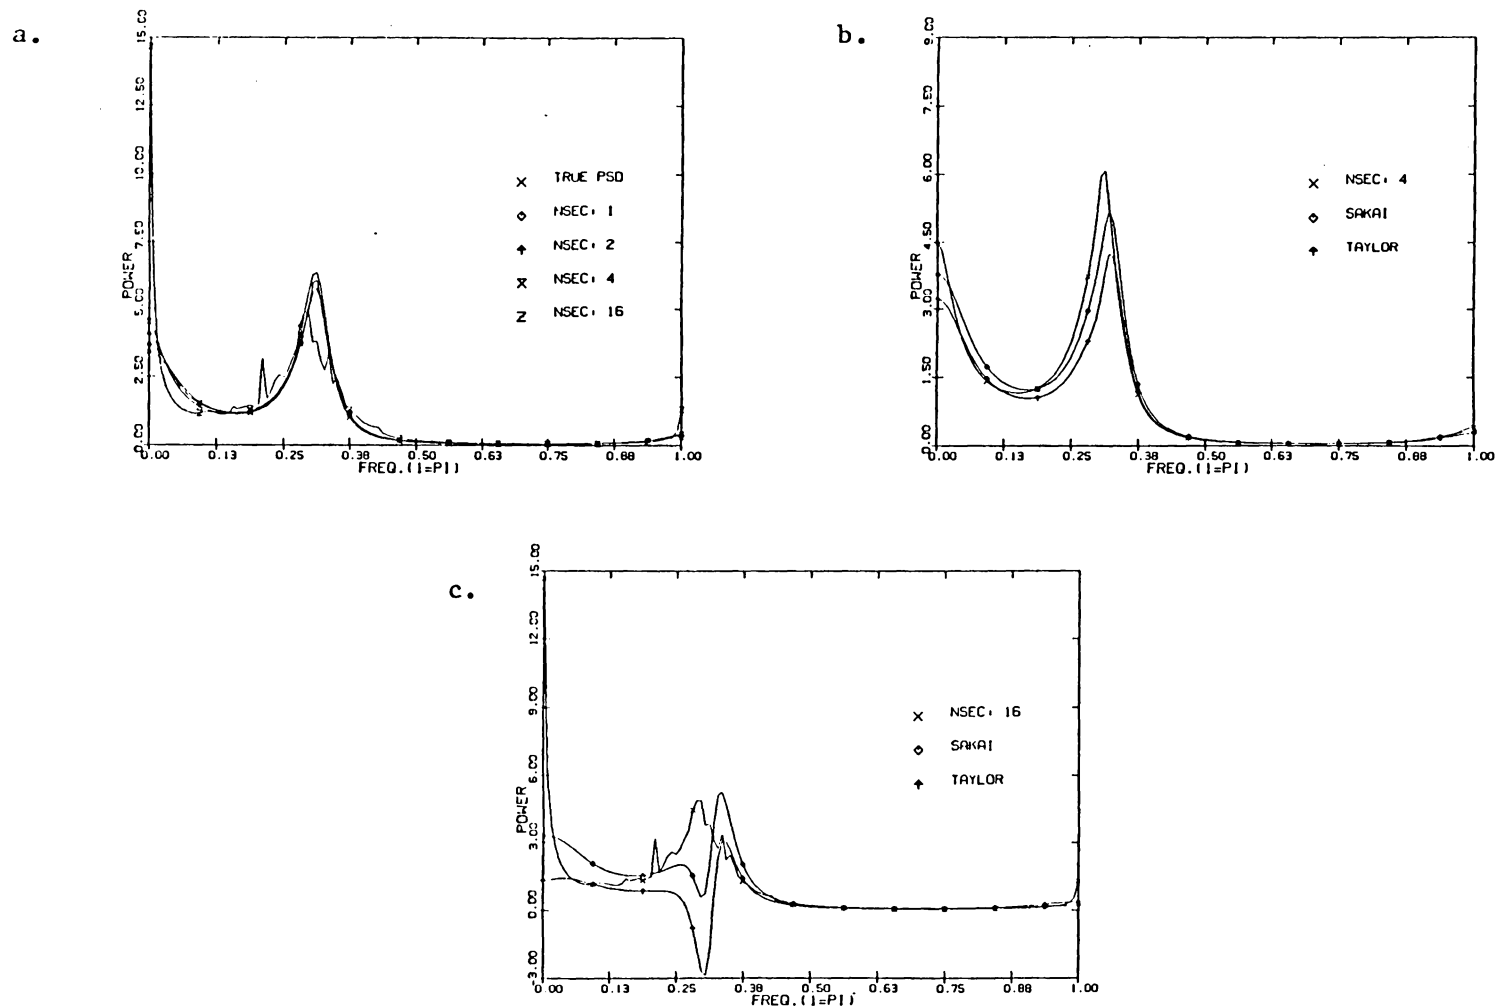 a.
15.00
12.50
10.00
7.50
5.00
2.50
0.00
POWER
TRUE PSD
NSEC: 1
NSEC: 2
NSEC: 4
NSEC: 16
0.00 0.13 0.25 0.38 0.50 0.63 0.75 0.88 1.00
FREQ.(1=PI)
b.
9.00
7.50
6.00
4.50
3.00
1.50
0.00
POWER
NSEC: 4
SAKAI
TAYLOR
0.00 0.13 0.25 0.38 0.50 0.63 0.75 0.88 1.00
FREQ.(1=PI)
c.
15.00
12.00
9.00
6.00
3.00
0.00
-3.00
POWER
NSEC: 16
SAKAI
TAYLOR
0.00 0.13 0.25 0.38 0.50 0.63 0.75 0.88 1.00
FREQ.(1=PI)